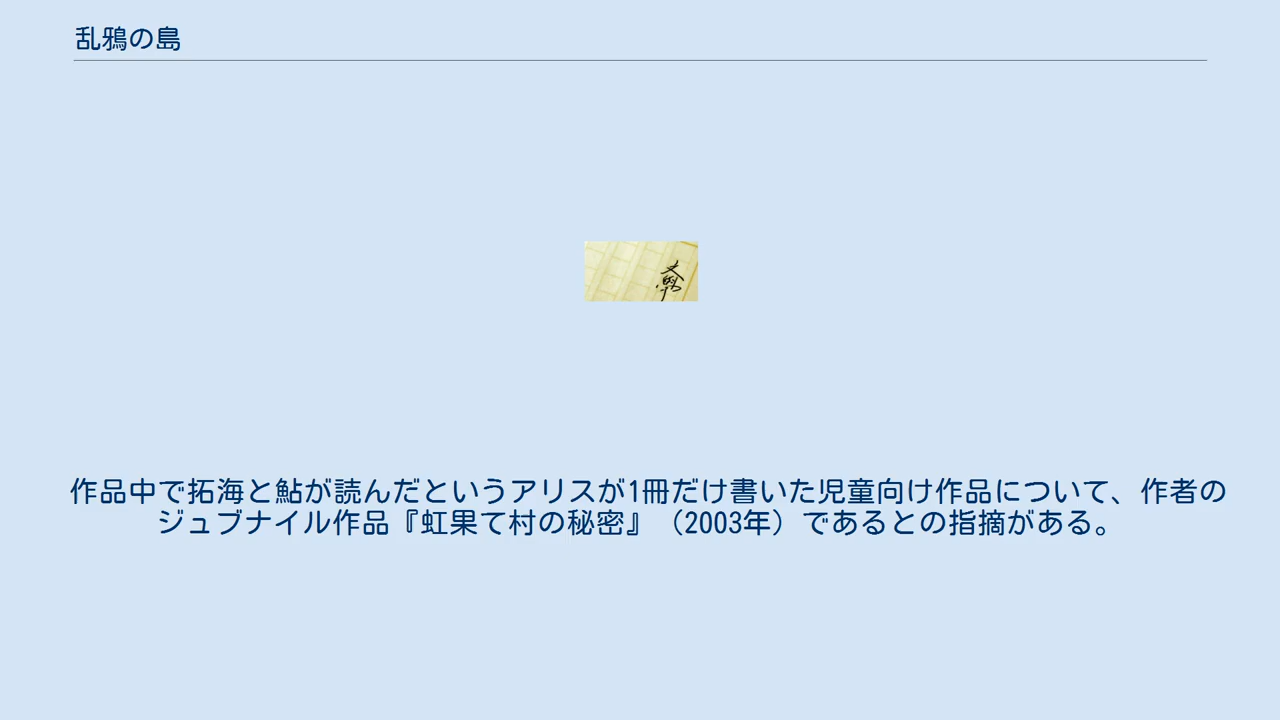 乱鴉の島
作品中で拓海と鮎が読んだというアリスが1冊だけ書いた児童向け作品について、作者の
ジュブナイル作品『虹果て村の秘密』（2003年）であるとの指摘がある。